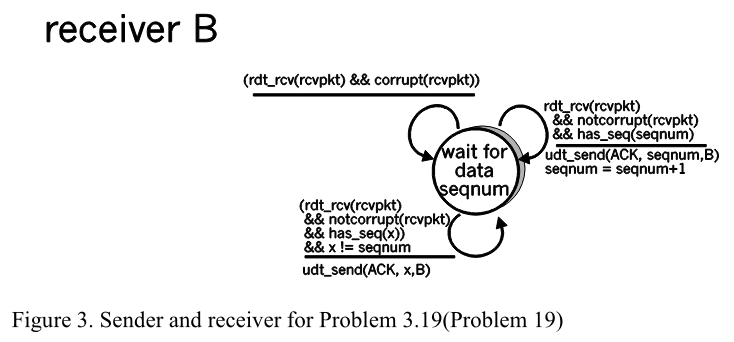 receiver B
(rdt_rcv(rcvpkt) && corrupt(rcvpkt))
rdt_rcv(rcvpkt)
&& notcorrupt(rcvpkt)
&& has_seq(seqnum)
udt_send(ACK, seqnum,B)
seqnum = seqnum+1
wait for
data
seqnum
(rdt_rcv(rcvpkt)
&& notcorrupt(rcvpkt)
&& has_seq(x))
&& x != seqnum
udt_send(ACK, x,B)
Figure 3. Sender and receiver for Problem 3.19(Problem 19)